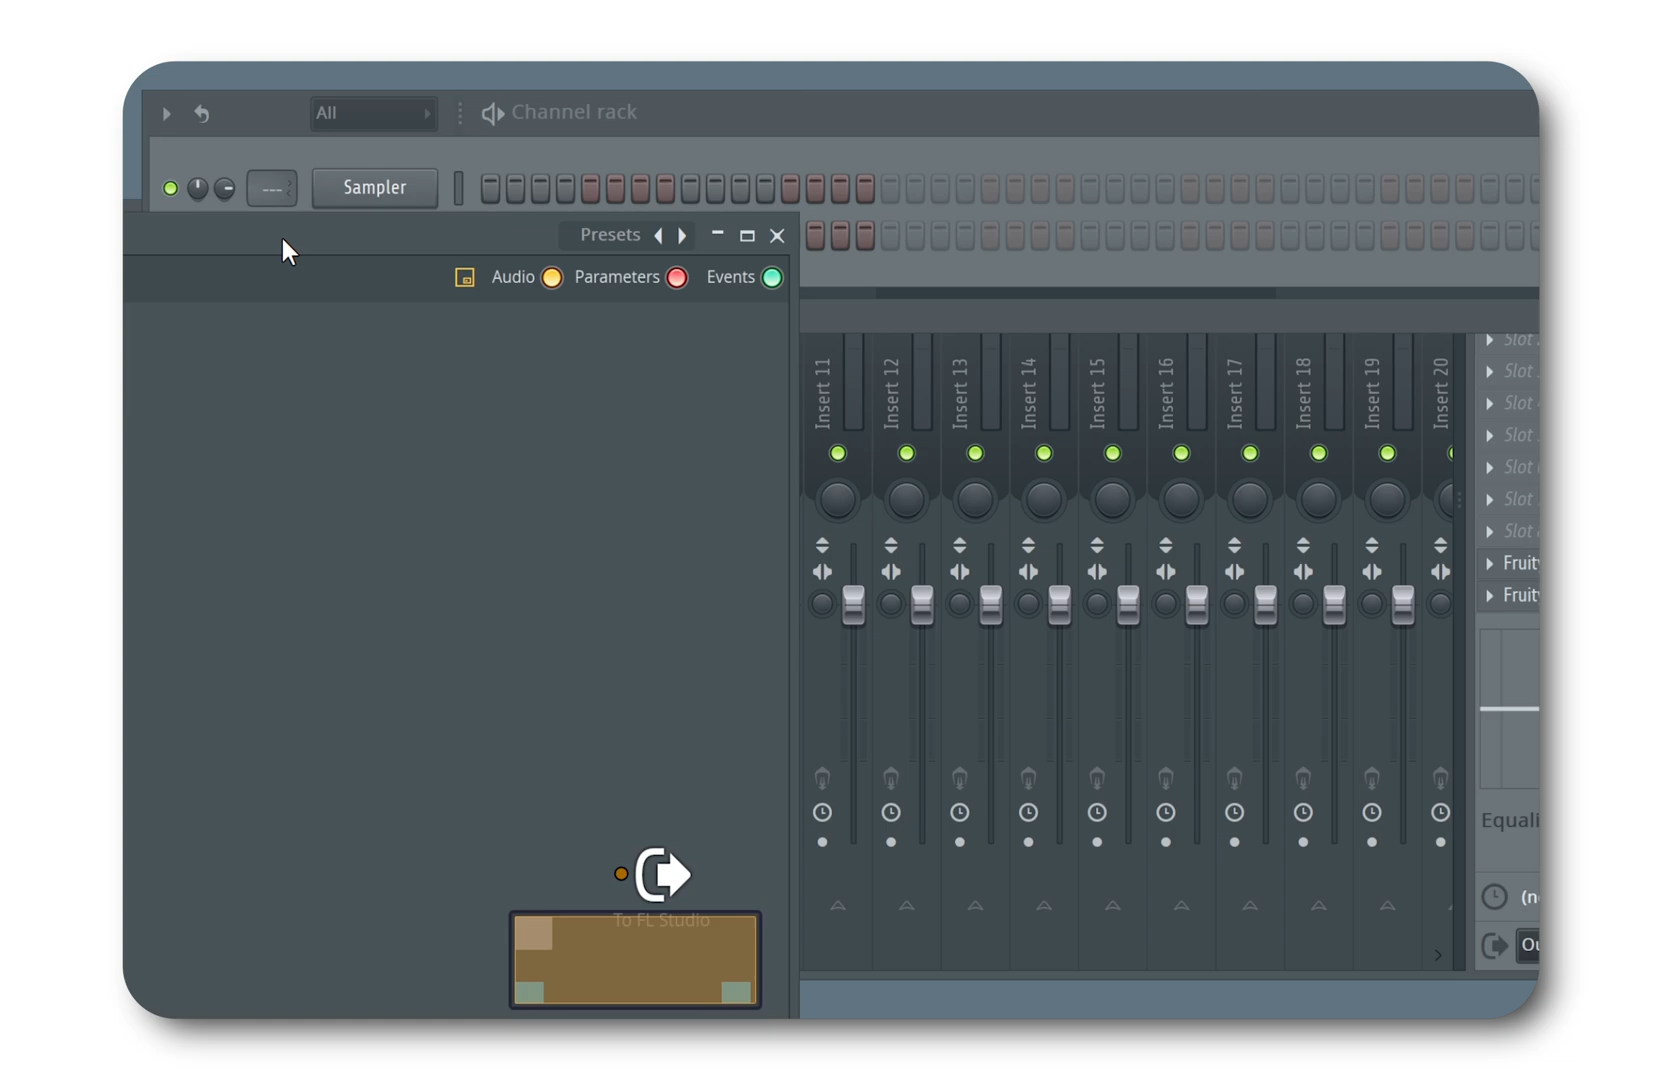 All
Channel rack
---
Sampler
Presets
Audio
Parameters
Events
Insert 11
Insert 12
Insert 13
Insert 14
Insert 15
Insert 16
Insert 17
Insert 18
Insert 19
Insert 20
Slot
Slot
Slot
Slot
Slot
Slot
Slot
Fruit
Fruit
Equali
(n
Ou
To FL Studio